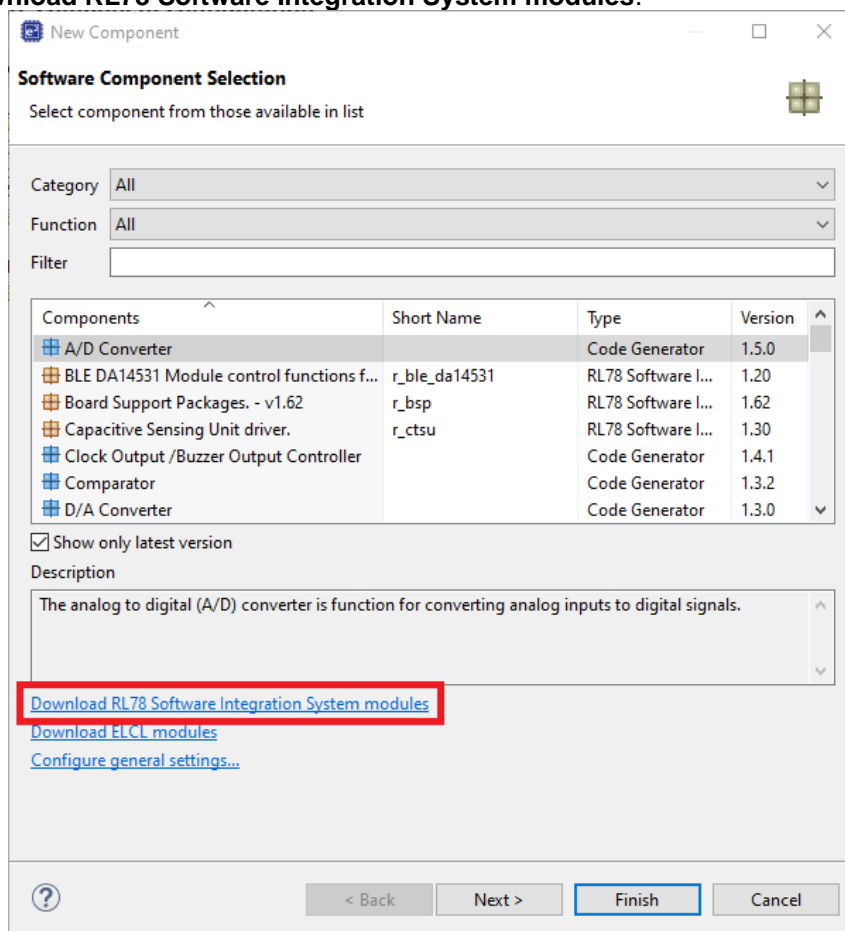 nload RL78 Software Integration System modules.
New Component
Software Component Selection
Select component from those available in list
Category All
Function All
Filter
Components Short Name Type Version
A/D Converter Code Generator 1.5.0
BLE DA14531 Module control functions f... r_ble_da14531 RL78 Software I... 1.20
Board Support Packages. - v1.62 r_bsp RL78 Software I... 1.62
Capacitive Sensing Unit driver. r_ctsu RL78 Software I... 1.30
Clock Output /Buzzer Output Controller Code Generator 1.4.1
Comparator Code Generator 1.3.2
D/A Converter Code Generator 1.3.0
Show only latest version
Description
The analog to digital (A/D) converter is function for converting analog inputs to digital signals.
Download RL78 Software Integration System modules
Download ELCL modules
Configure general settings...
? < Back Next > Finish Cancel